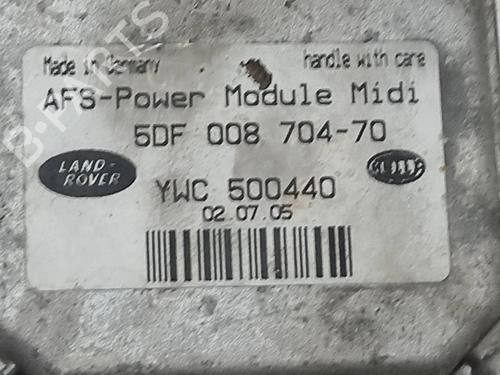 Made in Germany
handle with care
AFS-Power Module Midi
5DF 008 704-70
LAND-
ROVER
YWC 500440
02.07.05
B-PARTS